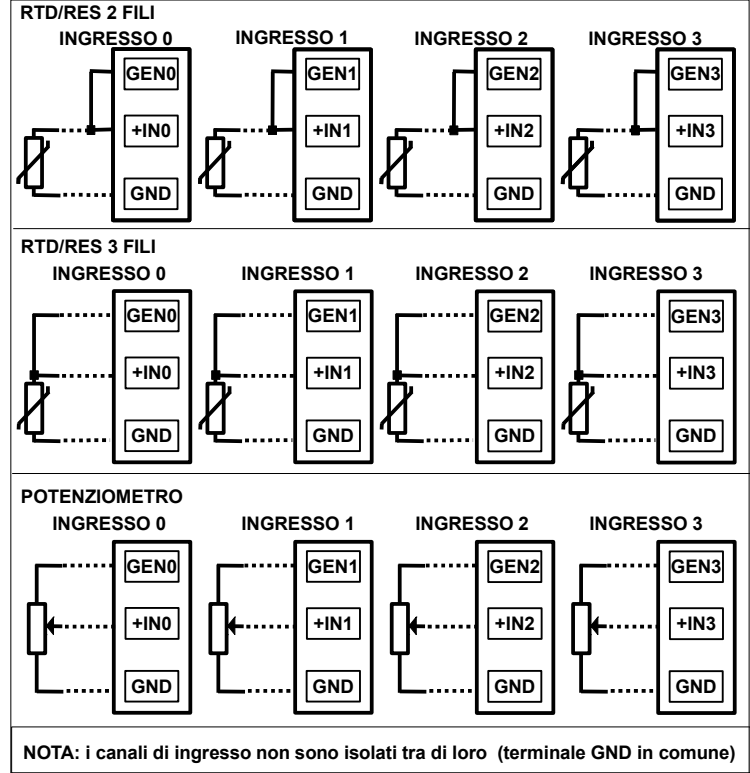 RTD/RES 2 FILI
INGRESSO 0 INGRESSO 1 INGRESSO 2 INGRESSO 3
GEN0 GEN1 GEN2 GEN3
+IN0 +IN1 +IN2 +IN3
GND GND GND GND
RTD/RES 3 FILI
INGRESSO 0 INGRESSO 1 INGRESSO 2 INGRESSO 3
GEN0 GEN1 GEN2 GEN3
+IN0 +IN1 +IN2 +IN3
GND GND GND GND
POTENZIOMETRO
INGRESSO 0 INGRESSO 1 INGRESSO 2 INGRESSO 3
GEN0 GEN1 GEN2 GEN3
+IN0 +IN1 +IN2 +IN3
GND GND GND GND
NOTA: i canali di ingresso non sono isolati tra di loro (terminale GND in comune)